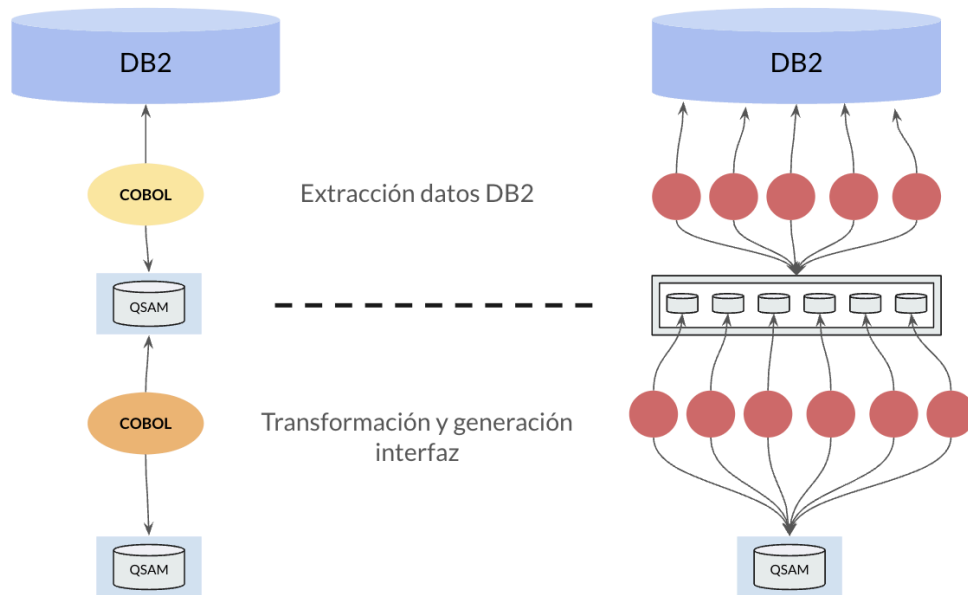 DB2
DB2
COBOL
Extracción datos DB2
QSAM
COBOL
Transformación y generación
interfaz
QSAM
QSAM